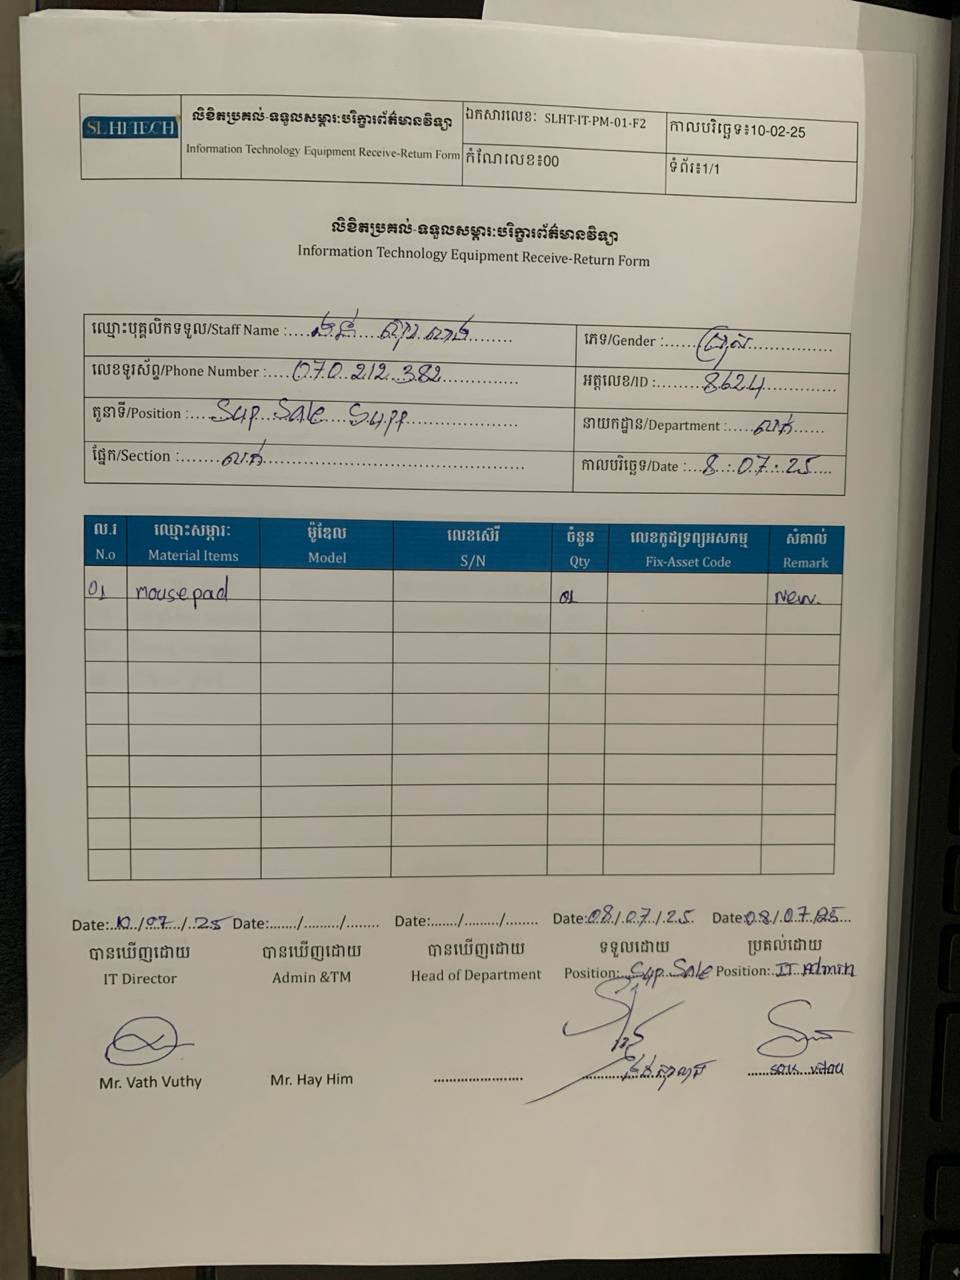 SL HI-TECH
លិខិតប្រគល់-ទទួលសម្ភារៈបរិក្ខារព័ត៌មានវិទ្យា
Information Technology Equipment Receive-Return Form
ឯកសារលេខៈ SLHT-IT-PM-01-F2
កាលបរិច្ឆេទ៖10-02-25
កំណែលេខ៖00
ទំព័រ៖1/1
លិខិតប្រគល់-ទទួលសម្ភារៈបរិក្ខារព័ត៌មានវិទ្យា
Information Technology Equipment Receive-Return Form
ឈ្មោះបុគ្គលិកទទួល/Staff Name :
ភេទ/Gender : ប្រុស
លេខទូរស័ព្ទ/Phone Number : 070 212 382
អត្តលេខ/ID : 8624
តួនាទី/Position : Sup Sale Supp
នាយកដ្ឋាន/Department : លក់
ផ្នែក/Section : លក់
កាលបរិច្ឆេទ/Date : 8.07.25
ល.រ ឈ្មោះសម្ភារៈ ម៉ូឌែល លេខស៊េរី ចំនួន លេខកូដទ្រព្យអសកម្ម សំគាល់
N.o Material Items Model S/N Qty Fix-Asset Code Remark
01 mouse pad 01 New.
Date: 10/07/25 Date:....../......../........ Date:....../......../........ Date: 08/07/25 Date: 08/07/25
បានឃើញដោយ បានឃើញដោយ បានឃើញដោយ ទទួលដោយ ប្រគល់ដោយ
IT Director Admin &TM Head of Department Position: Sup Sale Position: IT Admin
Mr. Vath Vuthy Mr. Hay Him